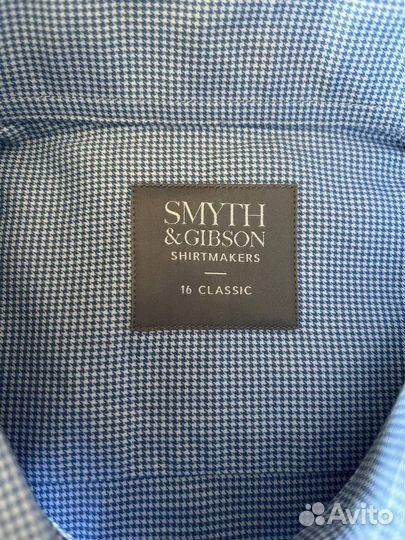 SMYTH
& GIBSON
SHIRTMAKERS
16 CLASSIC
Avito